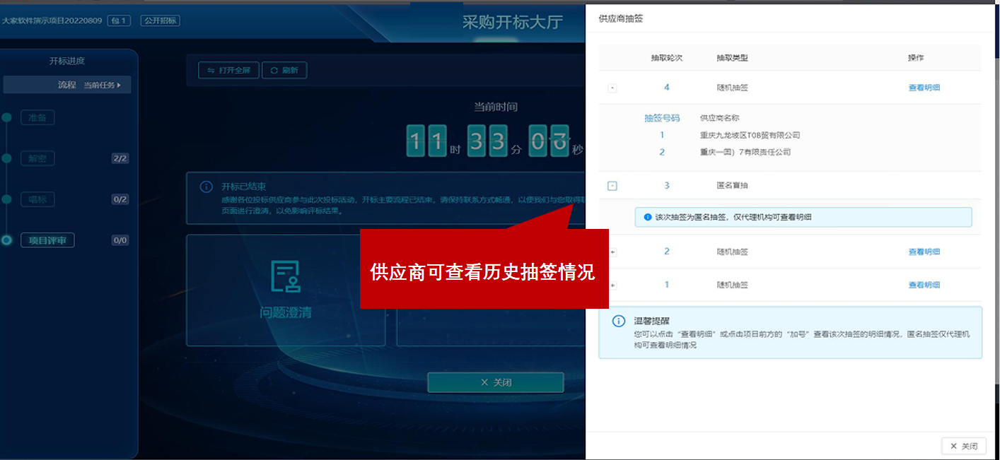 大家软件演示项目20220809 包1 公开招标
采购开标大厅
开标进度
流程 当前任务
准备
解密 2/2
唱标 0/2
项目评审 0/0
打开全屏 刷新
当前时间
11时33分 秒
开标已结束
感谢各位投标供应商参与此次投标活动，开标主要流程已结束，请保持联系方式畅通，以便我们与您取得
页面进行澄清，以免影响评标结果。
问题澄清
供应商可查看历史抽签情况
× 关闭
供应商抽签
抽取轮次 抽取类型 操作
4 随机抽签 查看明细
抽签号码 供应商名称
1 重庆九龙坡区TOB贸有限公司
2 重庆一困）7有限责任公司
3 匿名盲抽
该次抽签为匿名抽签，仅代理机构可查看明细
2 随机抽签 查看明细
1 随机抽签 查看明细
温馨提醒
您可以点击“查看明细”或点击项目前方的“加号”查看该次抽签的明细情况，匿名抽签仅代理机
构可查看明细情况
× 关闭